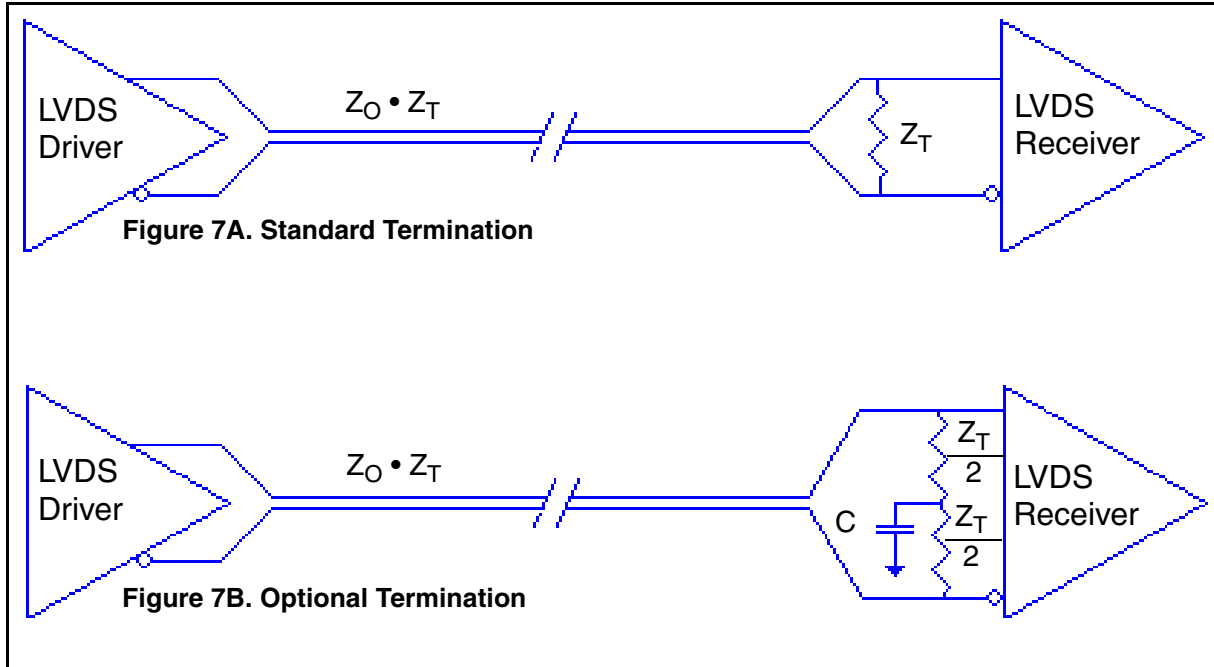 LVDS
Driver
Z_O • Z_T
Z_T
LVDS
Receiver
Figure 7A. Standard Termination
LVDS
Driver
Z_O • Z_T
C
Z_T
2
Z_T
2
LVDS
Receiver
Figure 7B. Optional Termination